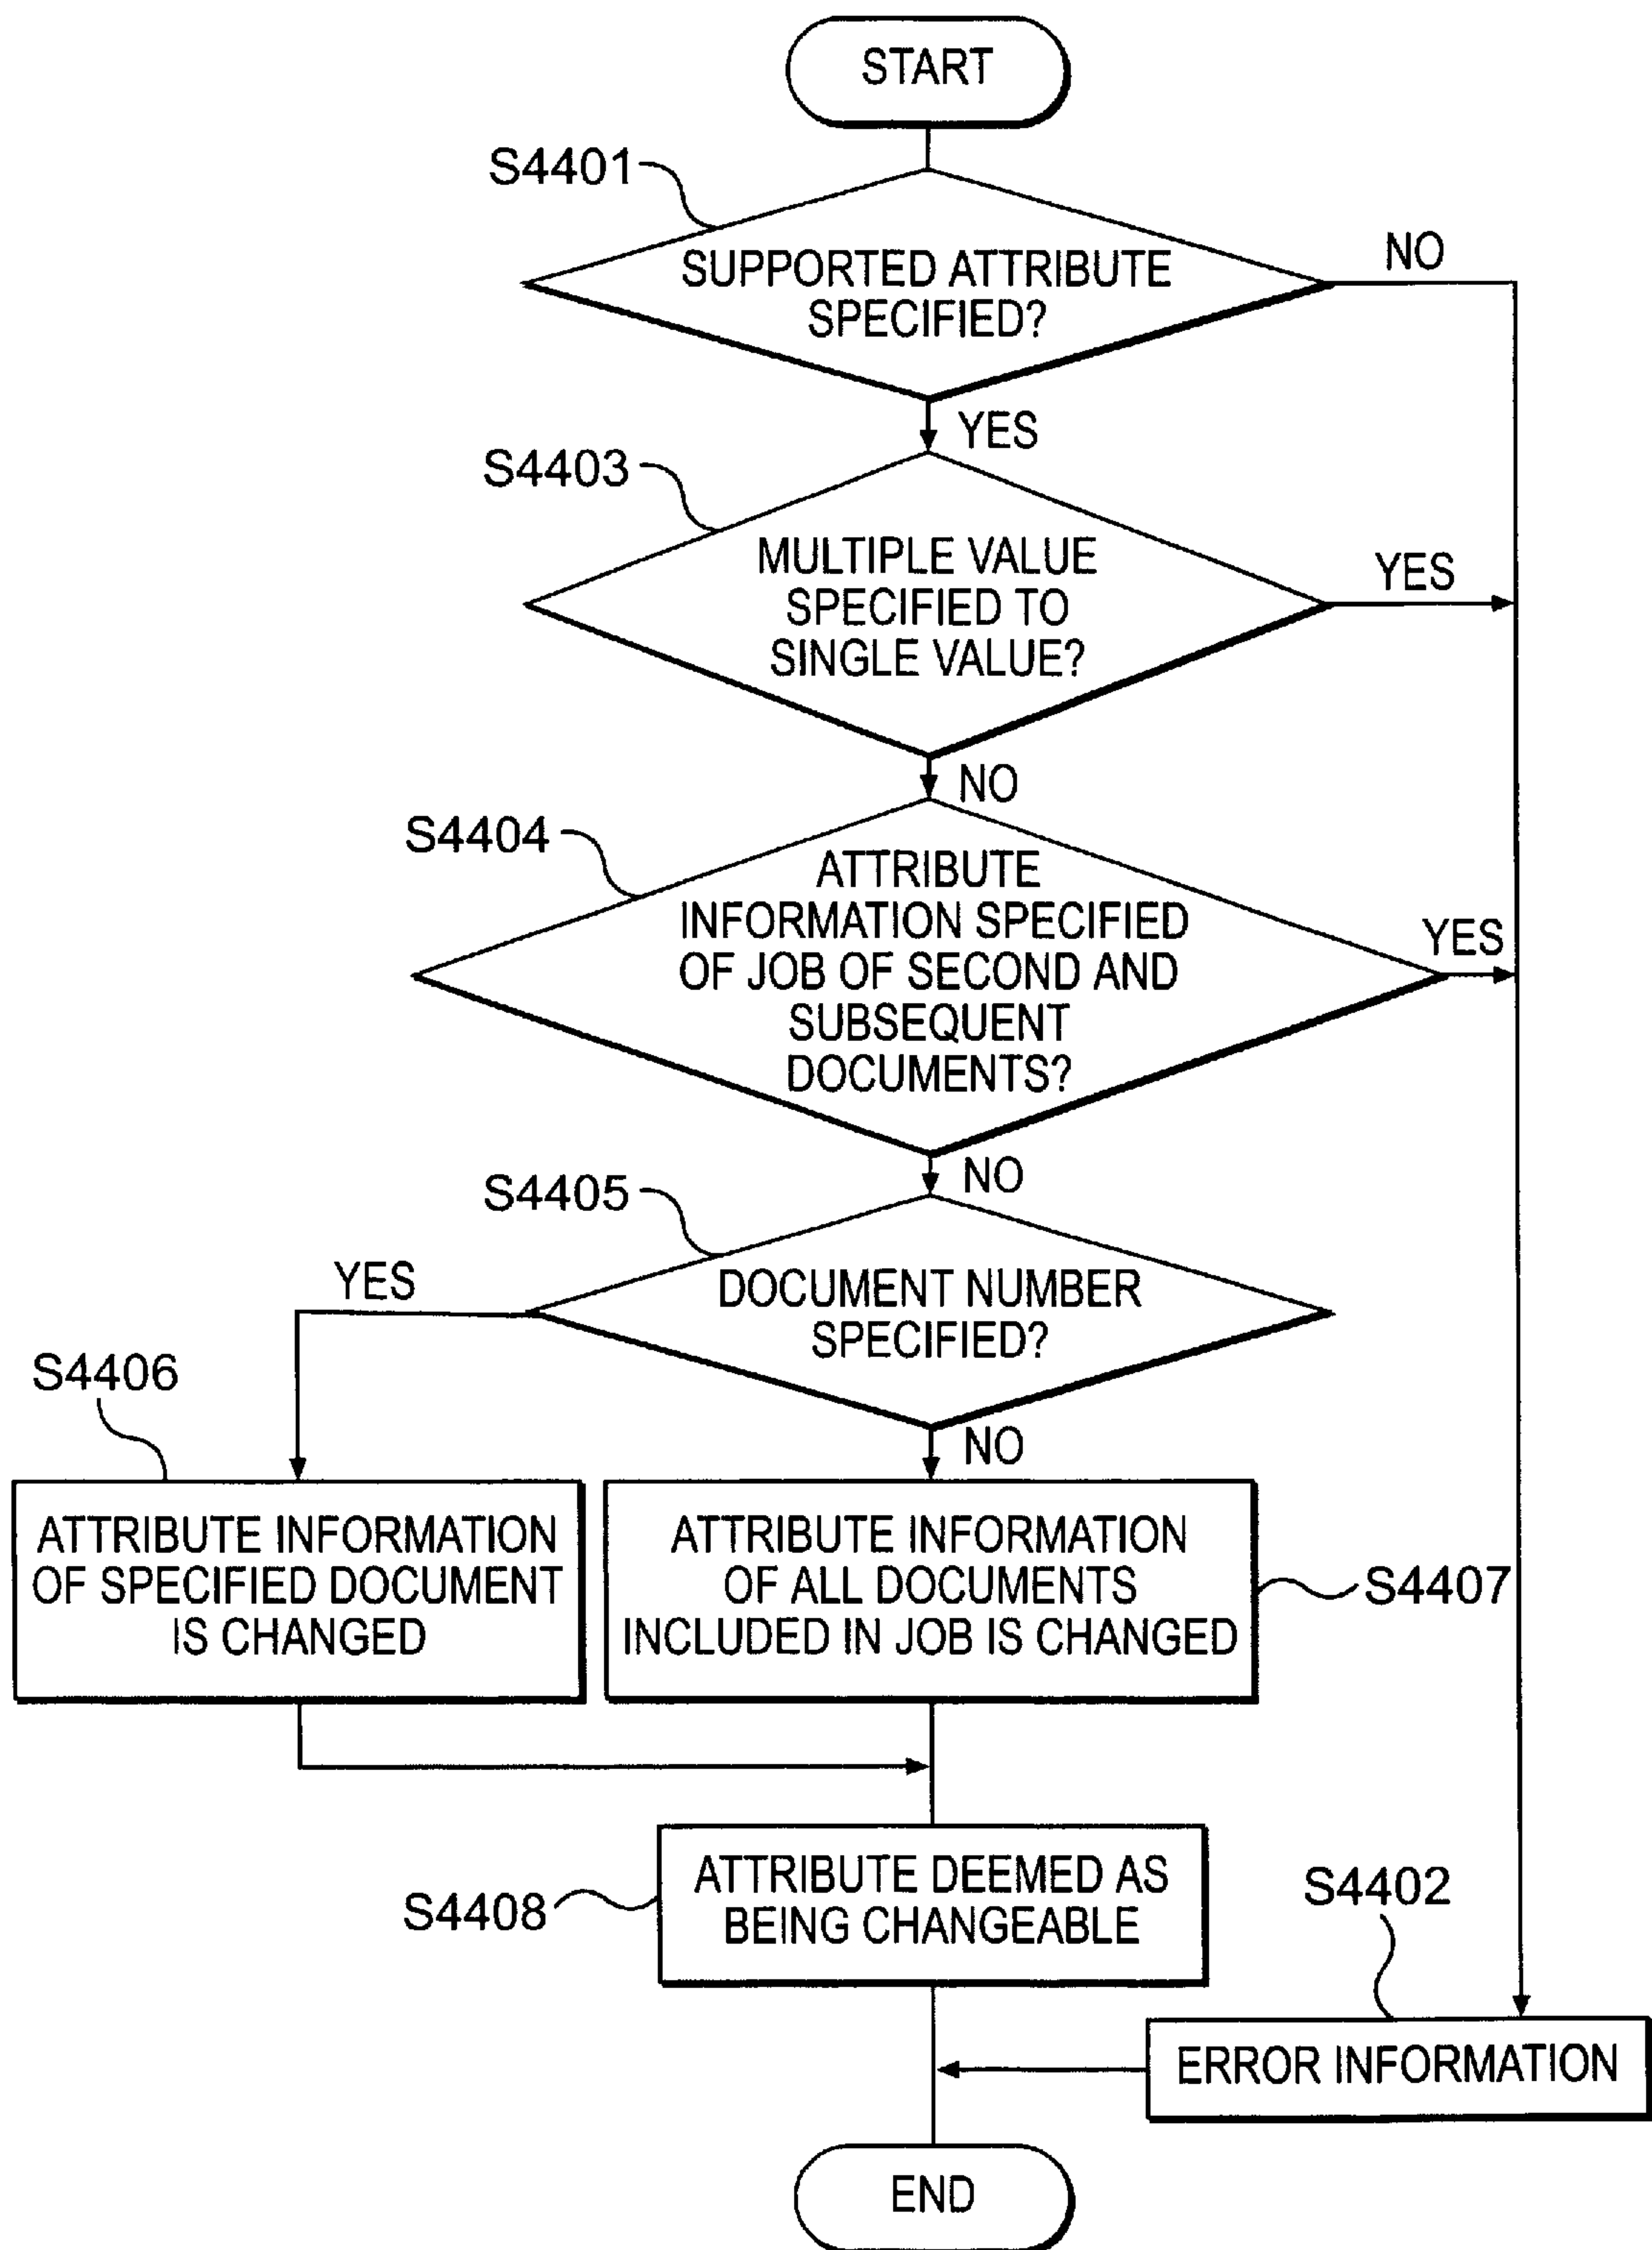 START
S4401
SUPPORTED ATTRIBUTE
SPECIFIED?
NO
YES
S4403
MULTIPLE VALUE
SPECIFIED TO
SINGLE VALUE?
YES
NO
S4404
ATTRIBUTE
INFORMATION SPECIFIED
OF JOB OF SECOND AND
SUBSEQUENT
DOCUMENTS?
YES
NO
S4405
DOCUMENT NUMBER
SPECIFIED?
YES
NO
S4406
ATTRIBUTE INFORMATION
OF SPECIFIED DOCUMENT
IS CHANGED
ATTRIBUTE INFORMATION
OF ALL DOCUMENTS
INCLUDED IN JOB IS CHANGED
S4407
ATTRIBUTE DEEMED AS
BEING CHANGEABLE
S4408
S4402
ERROR INFORMATION
END